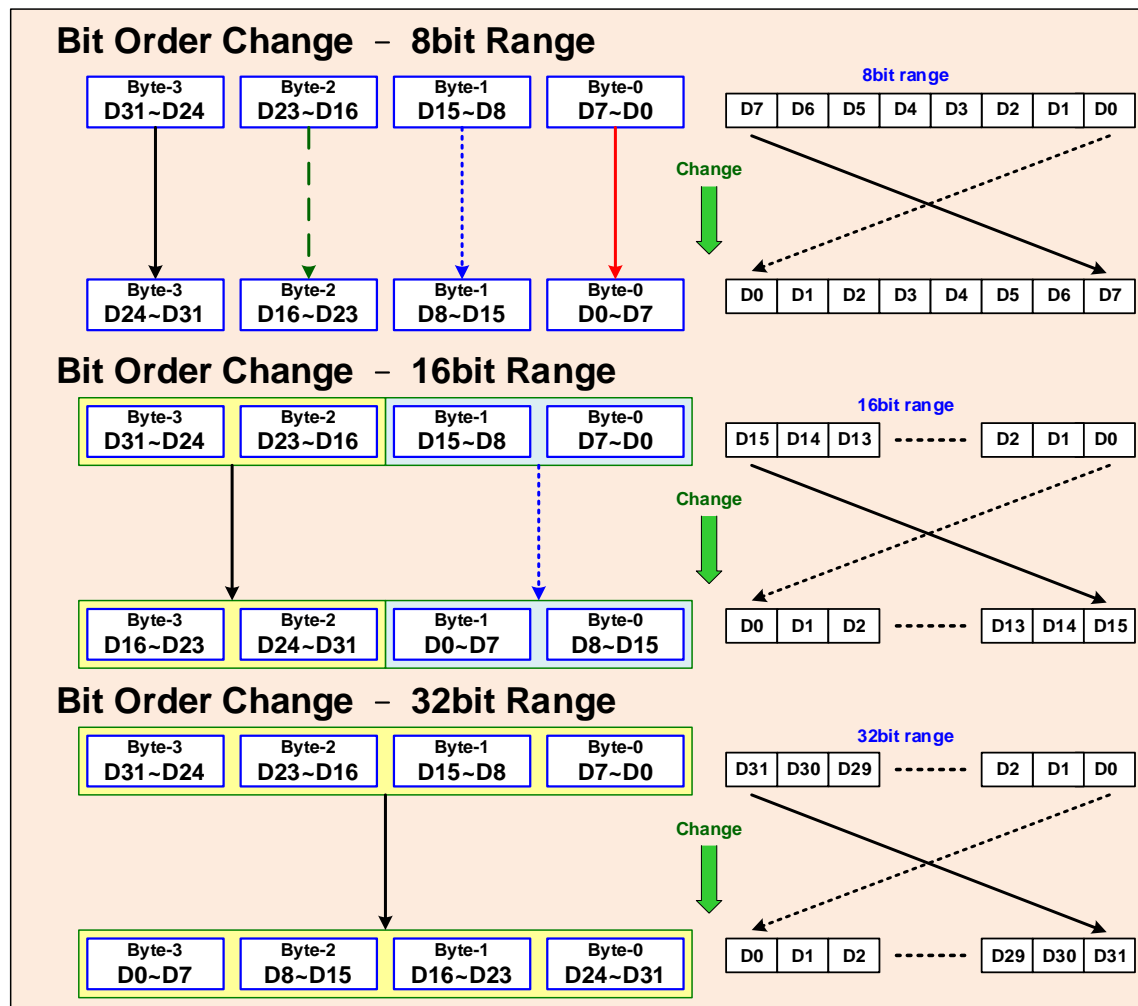 Bit Order Change – 8bit Range
Byte-3 Byte-2 Byte-1 Byte-0
D31~D24 D23~D16 D15~D8 D7~D0
8bit range
D7 D6 D5 D4 D3 D2 D1 D0
Change
Byte-3 Byte-2 Byte-1 Byte-0
D24~D31 D16~D23 D8~D15 D0~D7
D0 D1 D2 D3 D4 D5 D6 D7
Bit Order Change – 16bit Range
Byte-3 Byte-2 Byte-1 Byte-0
D31~D24 D23~D16 D15~D8 D7~D0
16bit range
D15 D14 D13 D2 D1 D0
Change
Byte-3 Byte-2 Byte-1 Byte-0
D16~D23 D24~D31 D0~D7 D8~D15
D0 D1 D2 D13 D14 D15
Bit Order Change – 32bit Range
Byte-3 Byte-2 Byte-1 Byte-0
D31~D24 D23~D16 D15~D8 D7~D0
32bit range
D31 D30 D29 D2 D1 D0
Change
Byte-3 Byte-2 Byte-1 Byte-0
D0~D7 D8~D15 D16~D23 D24~D31
D0 D1 D2 D29 D30 D31